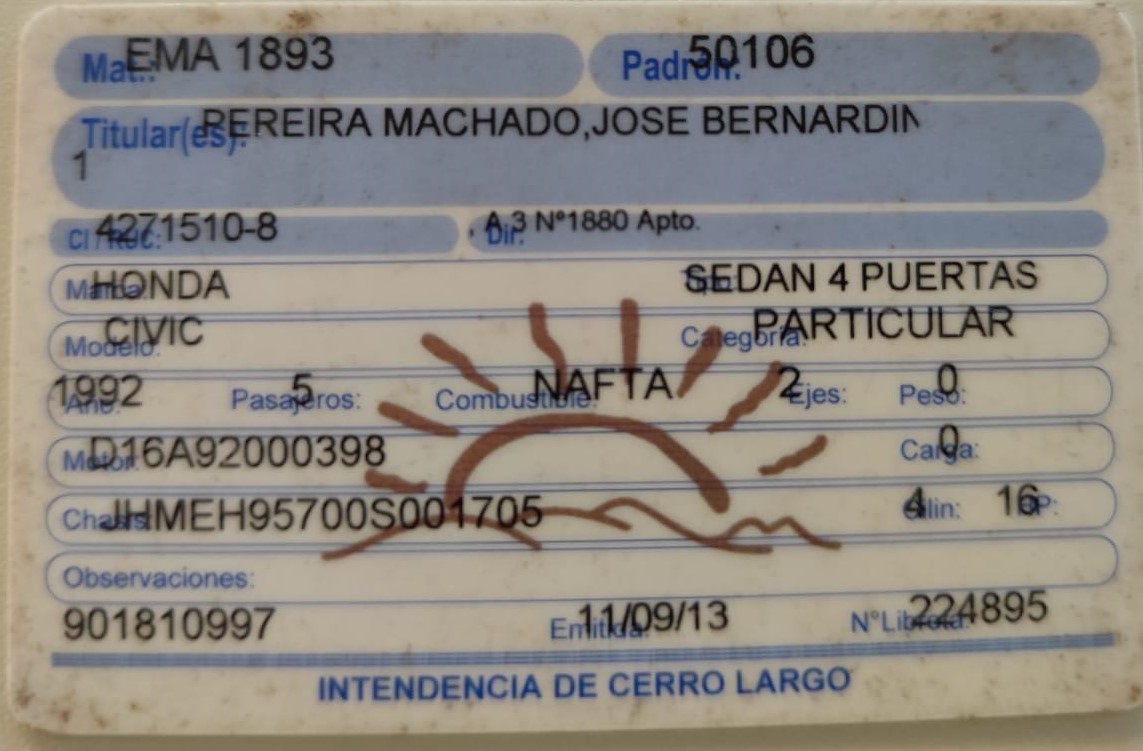 Mat.: EMA 1893 Padrón: 50106
Titular(es): PEREIRA MACHADO,JOSE BERNARDIN
1
CI / RUC: 4271510-8 Dir: , A 3 Nº1880 Apto.
Marca: HONDA Tipo: SEDAN 4 PUERTAS
Modelo: CIVIC Categoría: PARTICULAR
Año: 1992 Pasajeros: 5 Combustible: NAFTA Ejes: 2 Peso: 0
Motor: D16A92000398 Carga: 0
Chasis: JHMEH95700S001705 Cilin: 4 HP: 16
Observaciones:
901810997 Emitida: 11/09/13 N°Libreta: 224895
INTENDENCIA DE CERRO LARGO